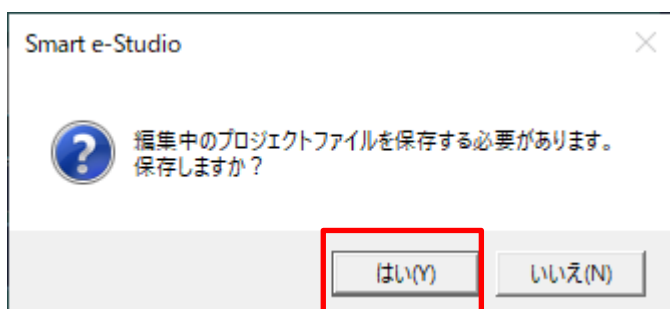 Smart e-Studio
編集中のプロジェクトファイルを保存する必要があります。
保存しますか？
はい(Y)
いいえ(N)